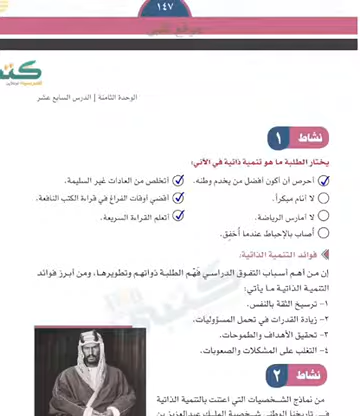 ١٤٧
موقع كتبي
كتبي
الوحدة الثامنة | الدرس السابع عشر
نشاط ١
يختار الطلبة ما هو تنمية ذاتية في الآتي:
أحرص أن أكون أفضل من يخدم وطنه. أتخلص من العادات غير السليمة.
لا أنام مبكراً. أقضي أوقات الفراغ في قراءة الكتب النافعة.
لا أمارس الرياضة. أتعلم القراءة السريعة.
أصاب بالإحباط عندما أخفق.
فوائد التنمية الذاتية:
إن من أهم أسباب التفوق الدراسي فهم الطلبة ذواتهم وتطويرها، ومن أبرز فوائد
التنمية الذاتية ما يأتي:
١- ترسيخ الثقة بالنفس.
٢- زيادة القدرات في تحمل المسؤوليات.
٣- تحقيق الأهداف والطموحات.
٤- التغلب على المشكلات والصعوبات.
نشاط ٢
من نماذج الشخصيات التي اعتنت بالتنمية الذاتية
في تاريخنا الوطني شخصية الملك عبدالعزيز بن